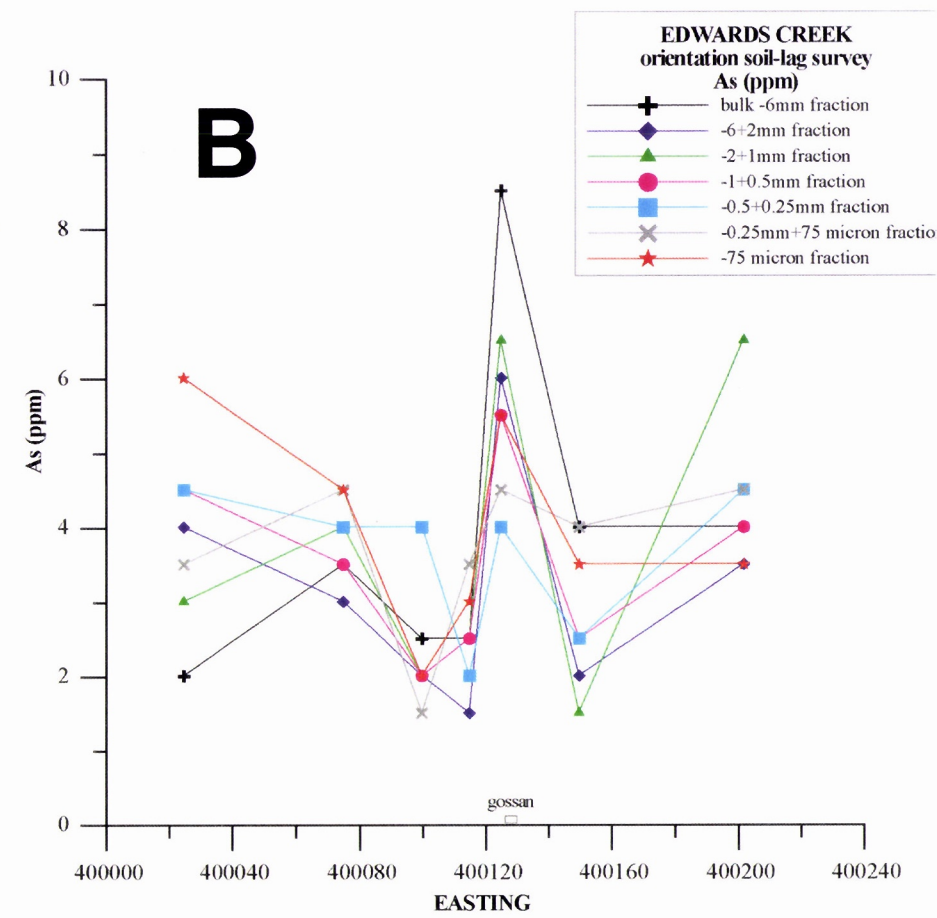 EDWARDS CREEK
orientation soil-lag survey
As (ppm)
bulk -6mm fraction
-6+2mm fraction
-2+1mm fraction
-1+0.5mm fraction
-0.5+0.25mm fraction
-0.25mm+75 micron fractio
-75 micron fraction
B
10
8
6
4
2
0
As (ppm)
gossan
400000 400040 400080 400120 400160 400200 400240
EASTING